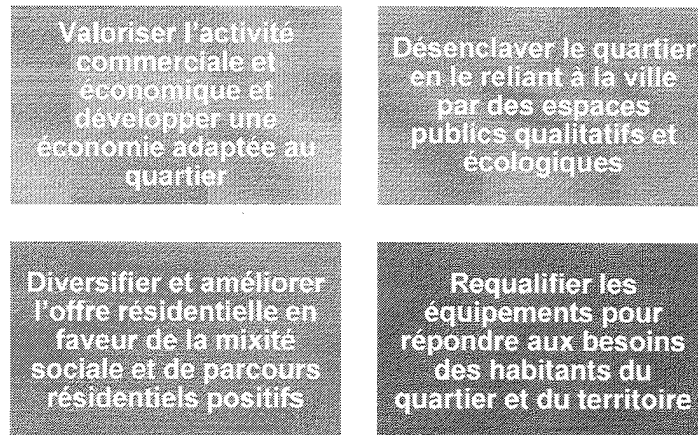 Valoriser l'activité
commerciale et
économique et
développer une
économie adaptée au
quartier
Désenclaver le quartier
en le reliant à la ville
par des espaces
publics qualitatifs et
écologiques
Diversifier et améliorer
l'offre résidentielle en
faveur de la mixité
sociale et de parcours
résidentiels positifs
Requalifier les
équipements pour
répondre aux besoins
des habitants du
quartier et du territoire